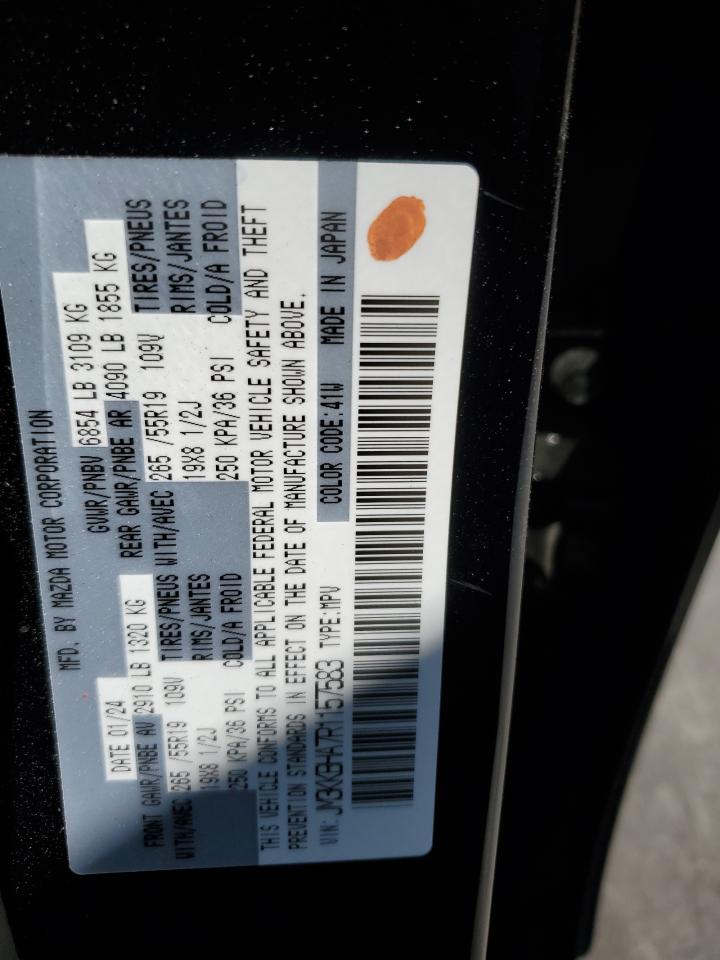 MFD. BY MAZDA MOTOR CORPORATION
DATE 01/24 GVWR/PNBV 6854 LB 3109 KG
FRONT GAWR/PNBE AV 2910 LB 1320 KG REAR GAWR/PNBE AR 4090 LB 1855 KG
WITH/AVEC 265 /55R19 109V TIRES/PNEUS WITH/AVEC 265 /55R19 109V TIRES/PNEUS
19X8 1/2J RIMS/JANTES 19X8 1/2J RIMS/JANTES
250 KPA/36 PSI COLD/A FROID 250 KPA/36 PSI COLD/A FROID
THIS VEHICLE CONFORMS TO ALL APPLICABLE FEDERAL MOTOR VEHICLE SAFETY AND THEFT
PREVENTION STANDARDS IN EFFECT ON THE DATE OF MANUFACTURE SHOWN ABOVE.
VIN: JM3KKBHA7R1157583 TYPE:MPV COLOR CODE:41W MADE IN JAPAN